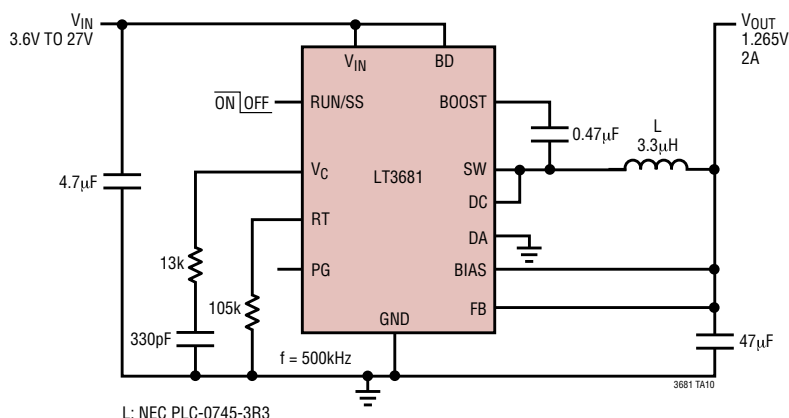 VIN
3.6V TO 27V
VOUT
1.265V
2A
VIN
BD
ON OFF
RUN/SS
BOOST
0.47µF
L
3.3µH
4.7µF
VC
LT3681
SW
DC
RT
DA
13k
PG
BIAS
105k
FB
GND
330pF
f = 500kHz
47µF
3681 TA10
L: NEC PLC-0745-3R3